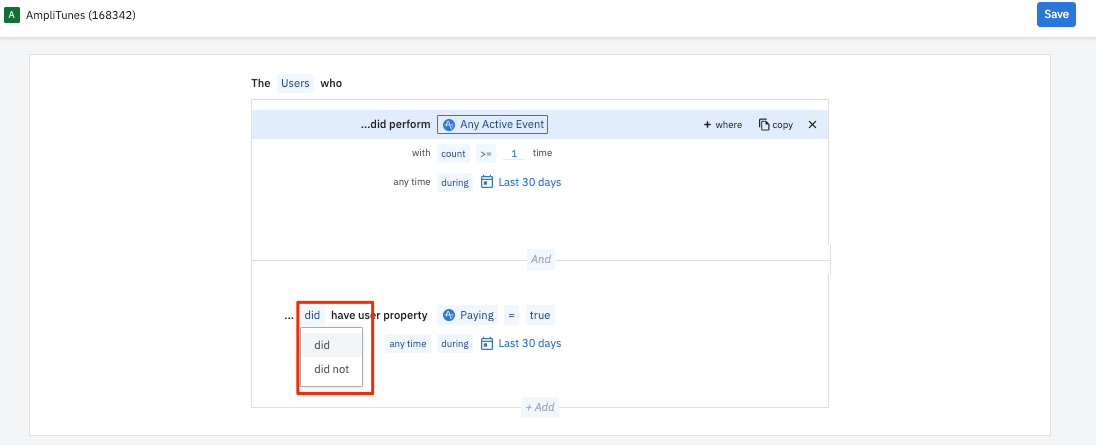 A AmpliTunes (168342) Save
The Users who
...did perform Any Active Event + where copy
with count >= 1 time
any time during Last 30 days
And
... did have user property Paying = true
did any time during Last 30 days
did not
+ Add